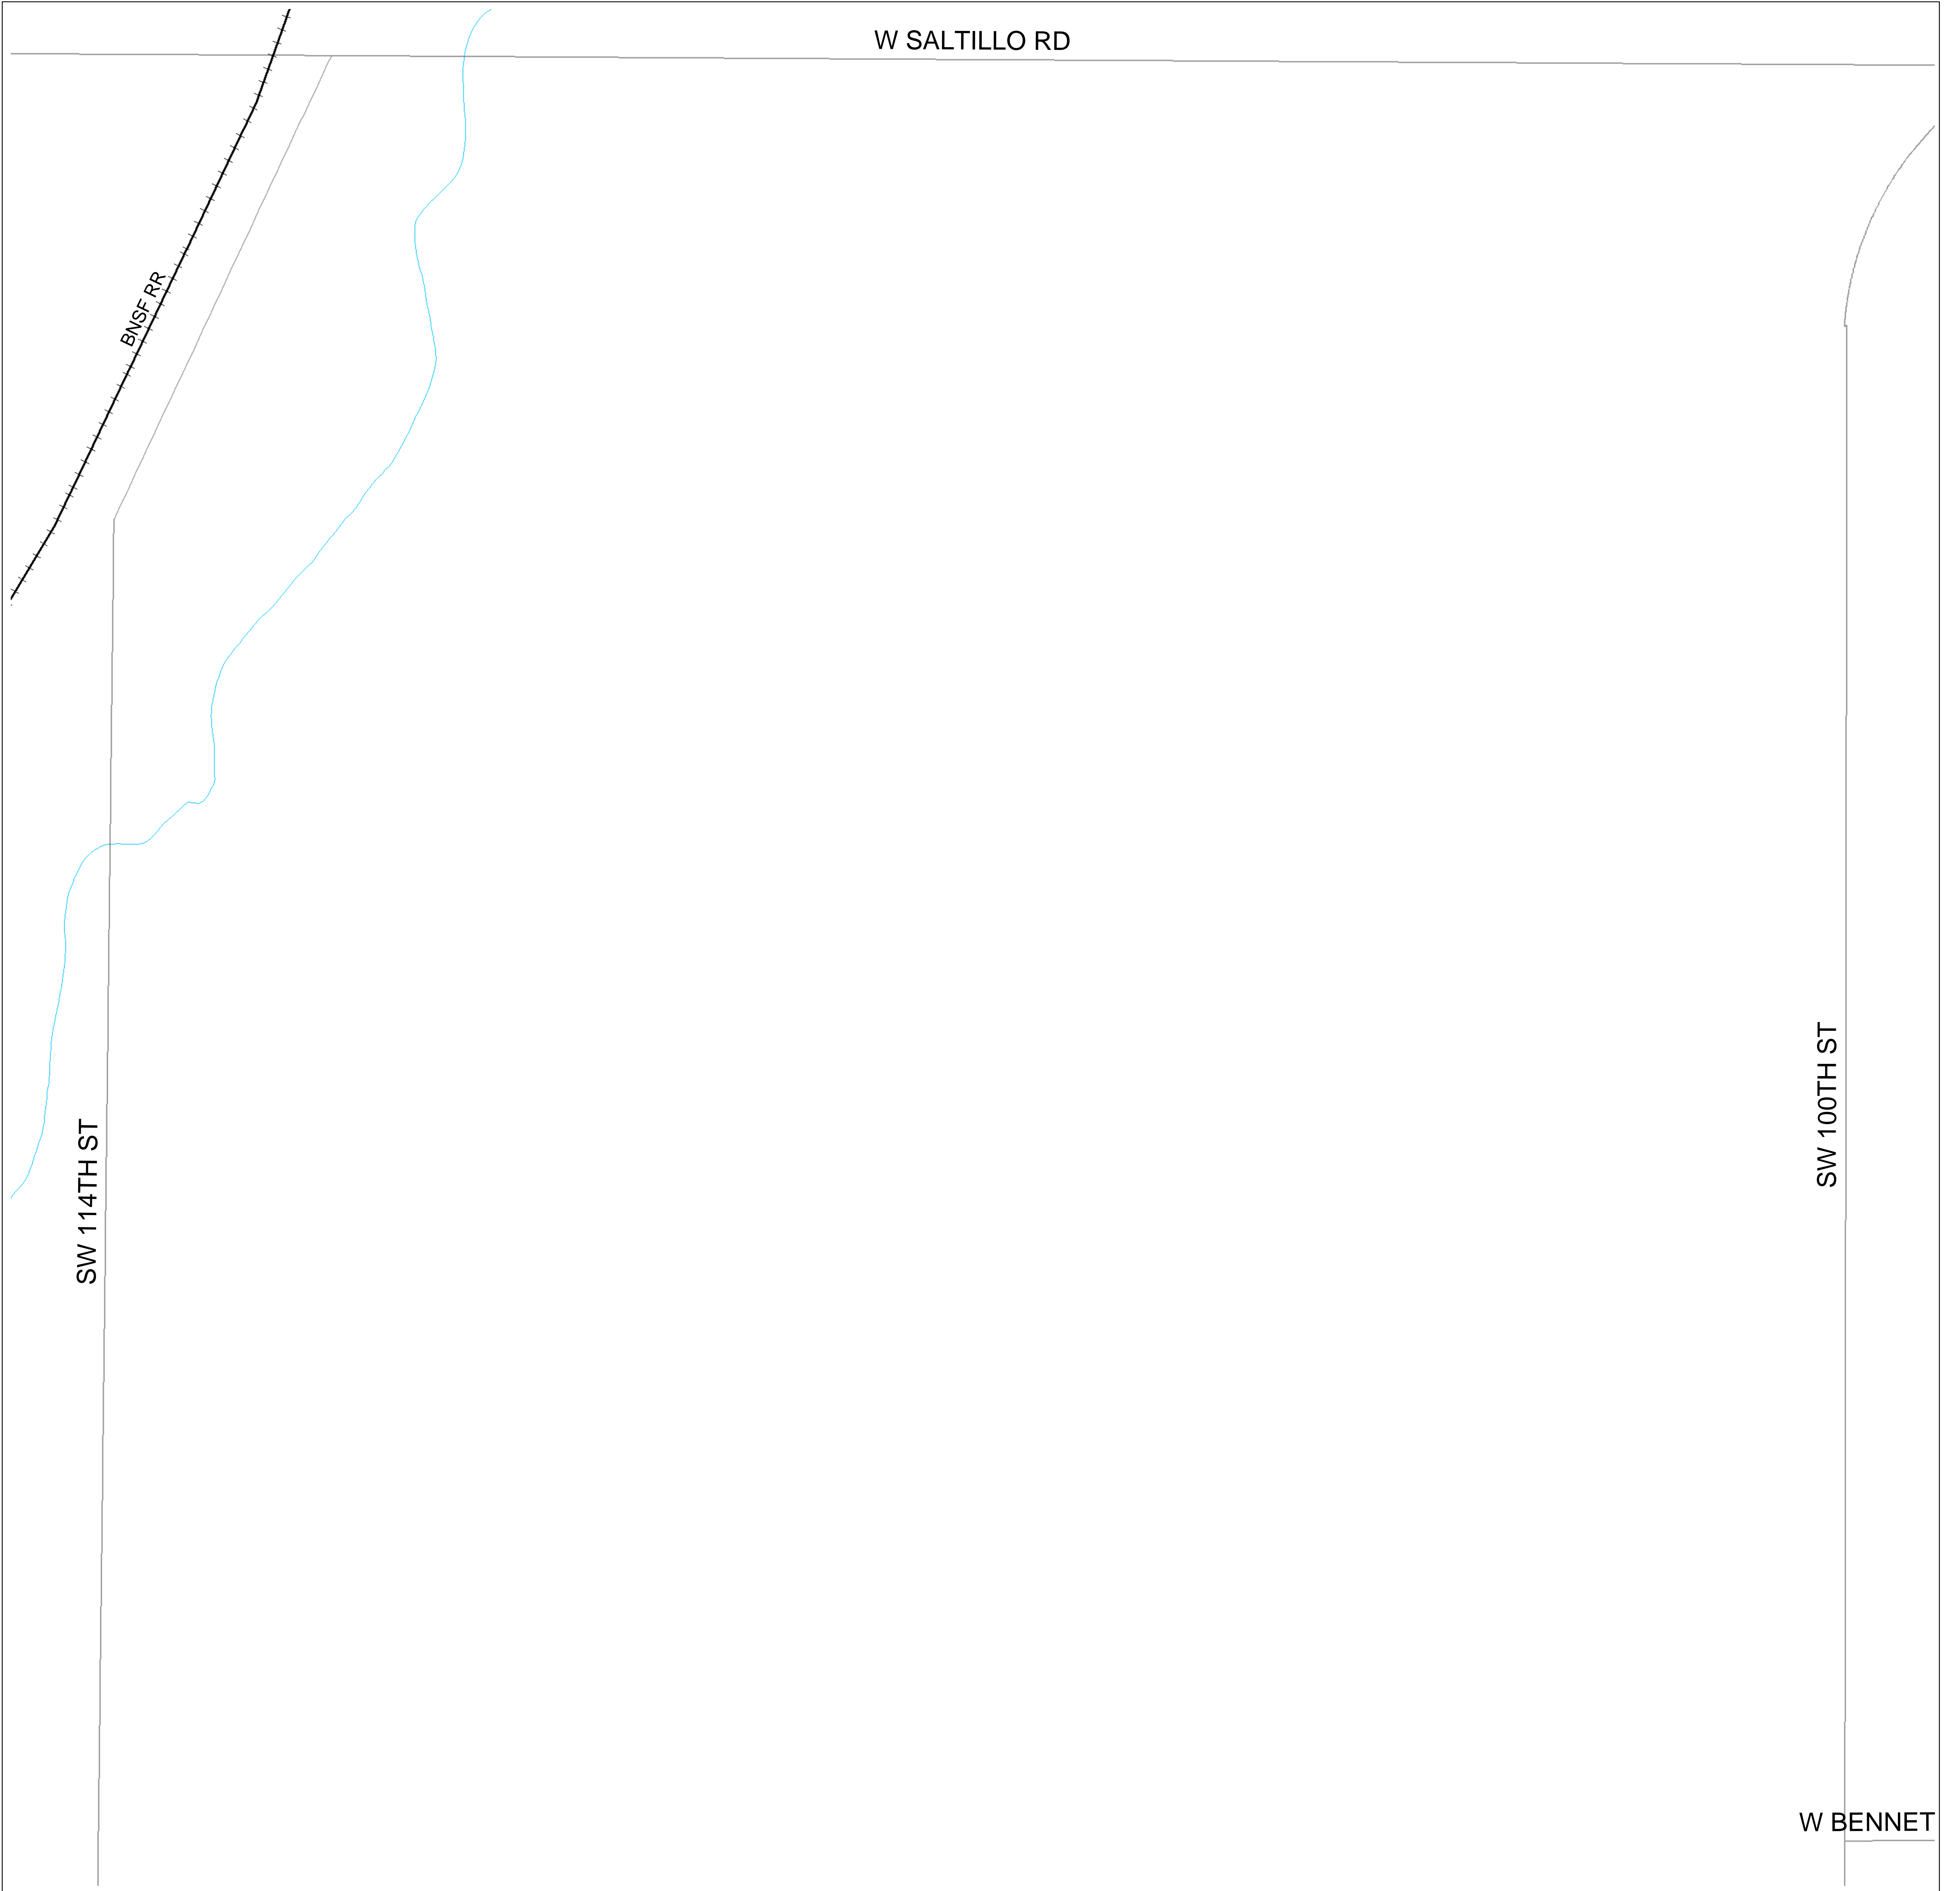 W SALTILLO RD
BNSF RR
SW 100TH ST
SW 114TH ST
W BENNET